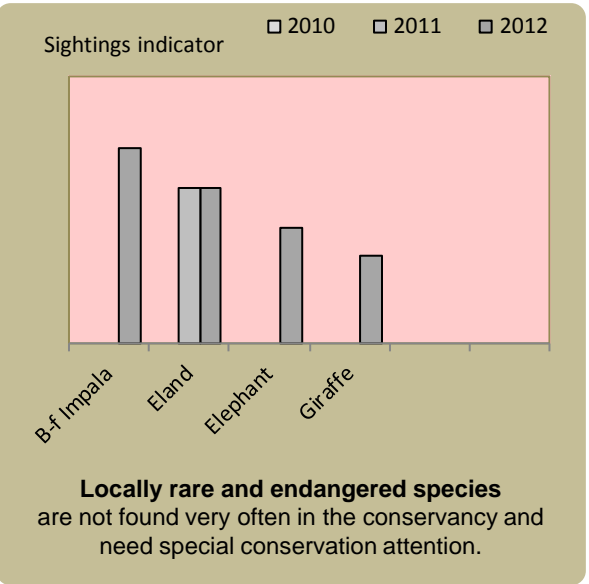 Sightings indicator
2010 2011 2012
B-f Impala
Eland
Elephant
Giraffe
Locally rare and endangered species
are not found very often in the conservancy and
need special conservation attention.